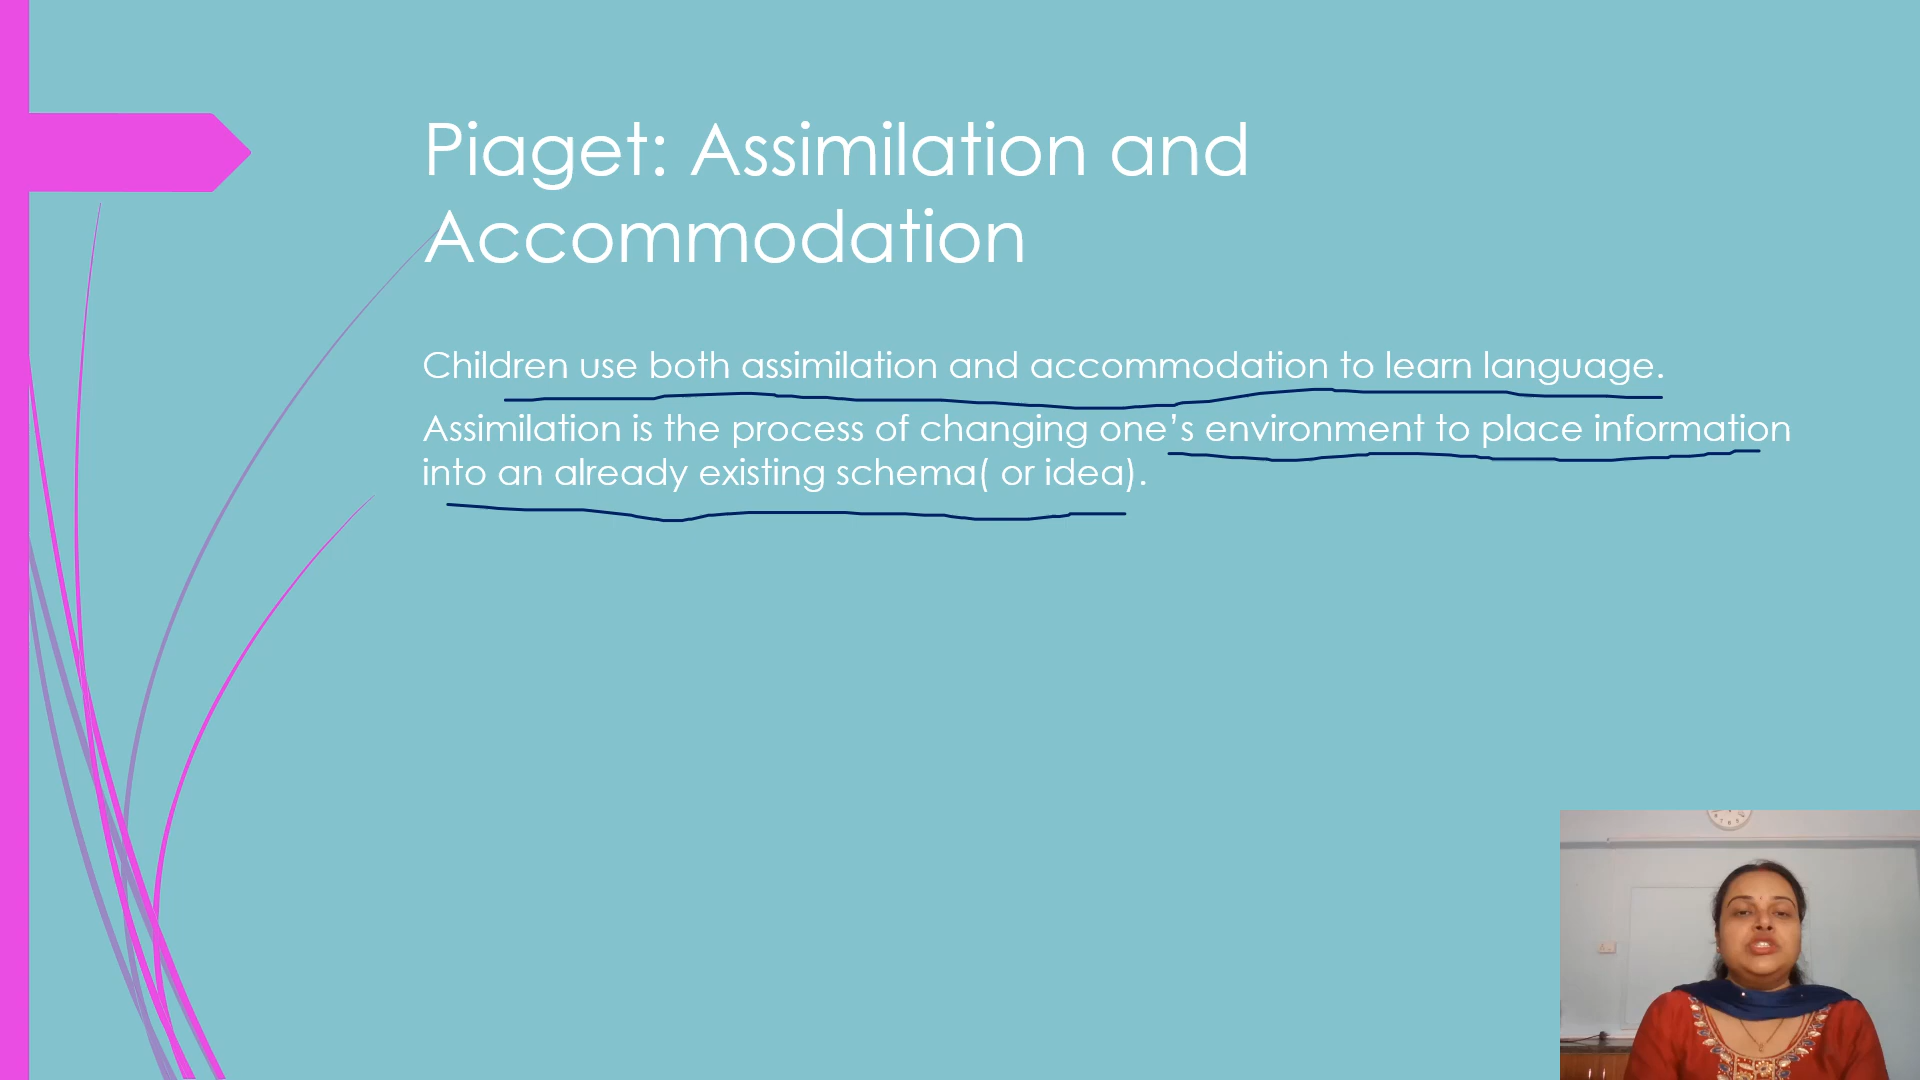 Piaget: Assimilation and
Accommodation
Children use both assimilation and accommodation to learn language.
Assimilation is the process of changing one’s environment to place information
into an already existing schema( or idea).